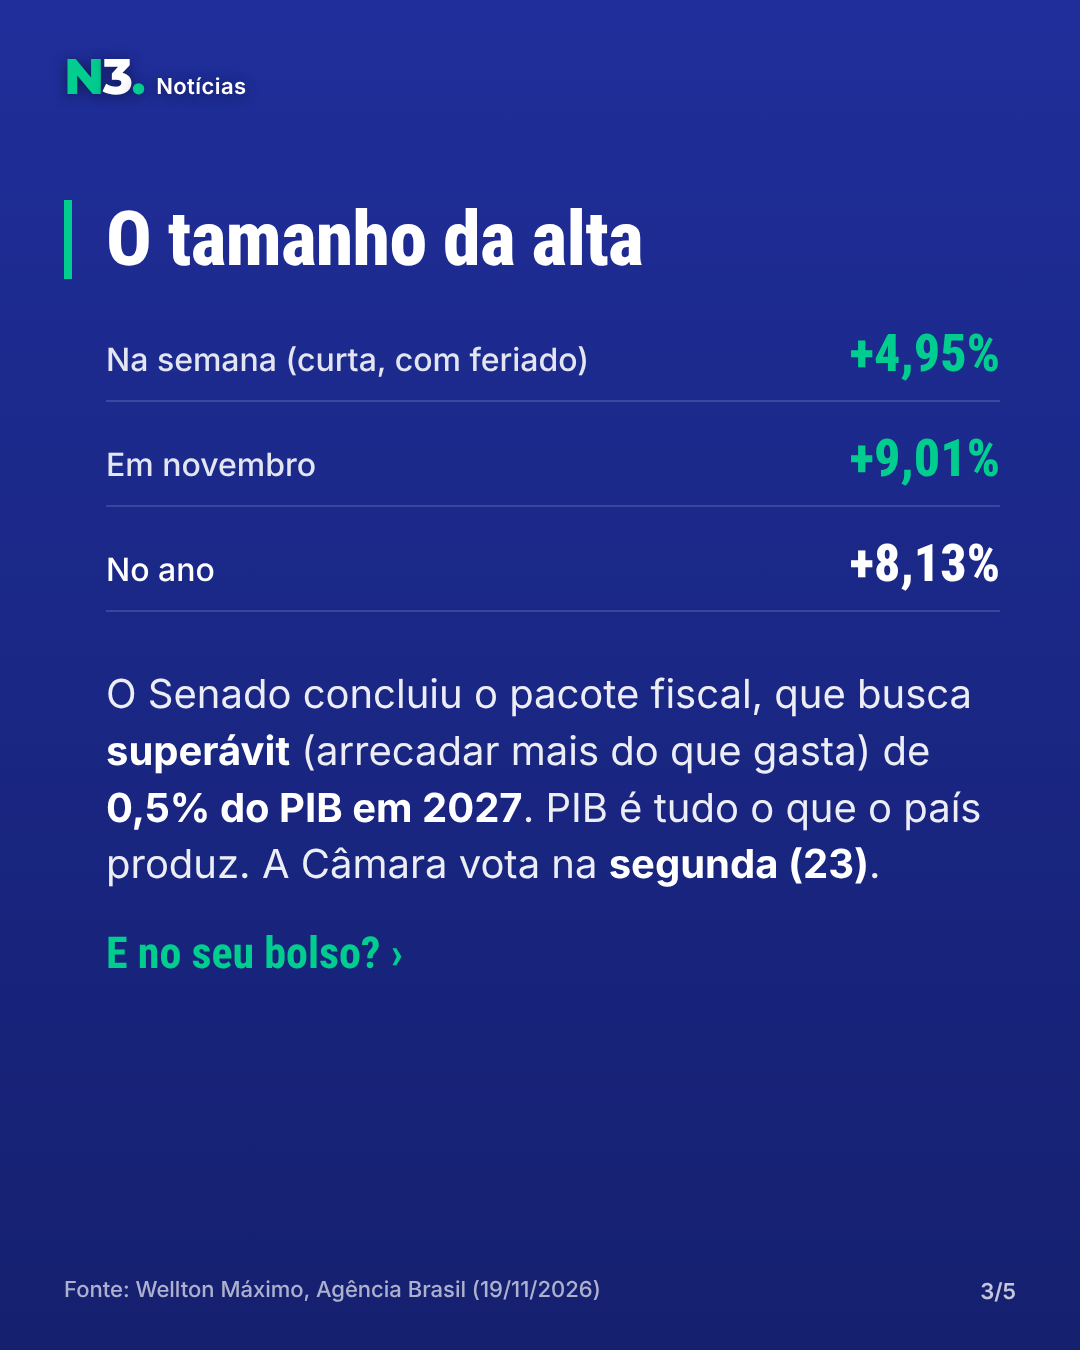 N3. Notícias
O tamanho da alta
Na semana (curta, com feriado) +4,95%
Em novembro +9,01%
No ano +8,13%
O Senado concluiu o pacote fiscal, que busca
superávit (arrecadar mais do que gasta) de
0,5% do PIB em 2027. PIB é tudo o que o país
produz. A Câmara vota na segunda (23).
E no seu bolso? ›
Fonte: Wellton Máximo, Agência Brasil (19/11/2026) 3/5